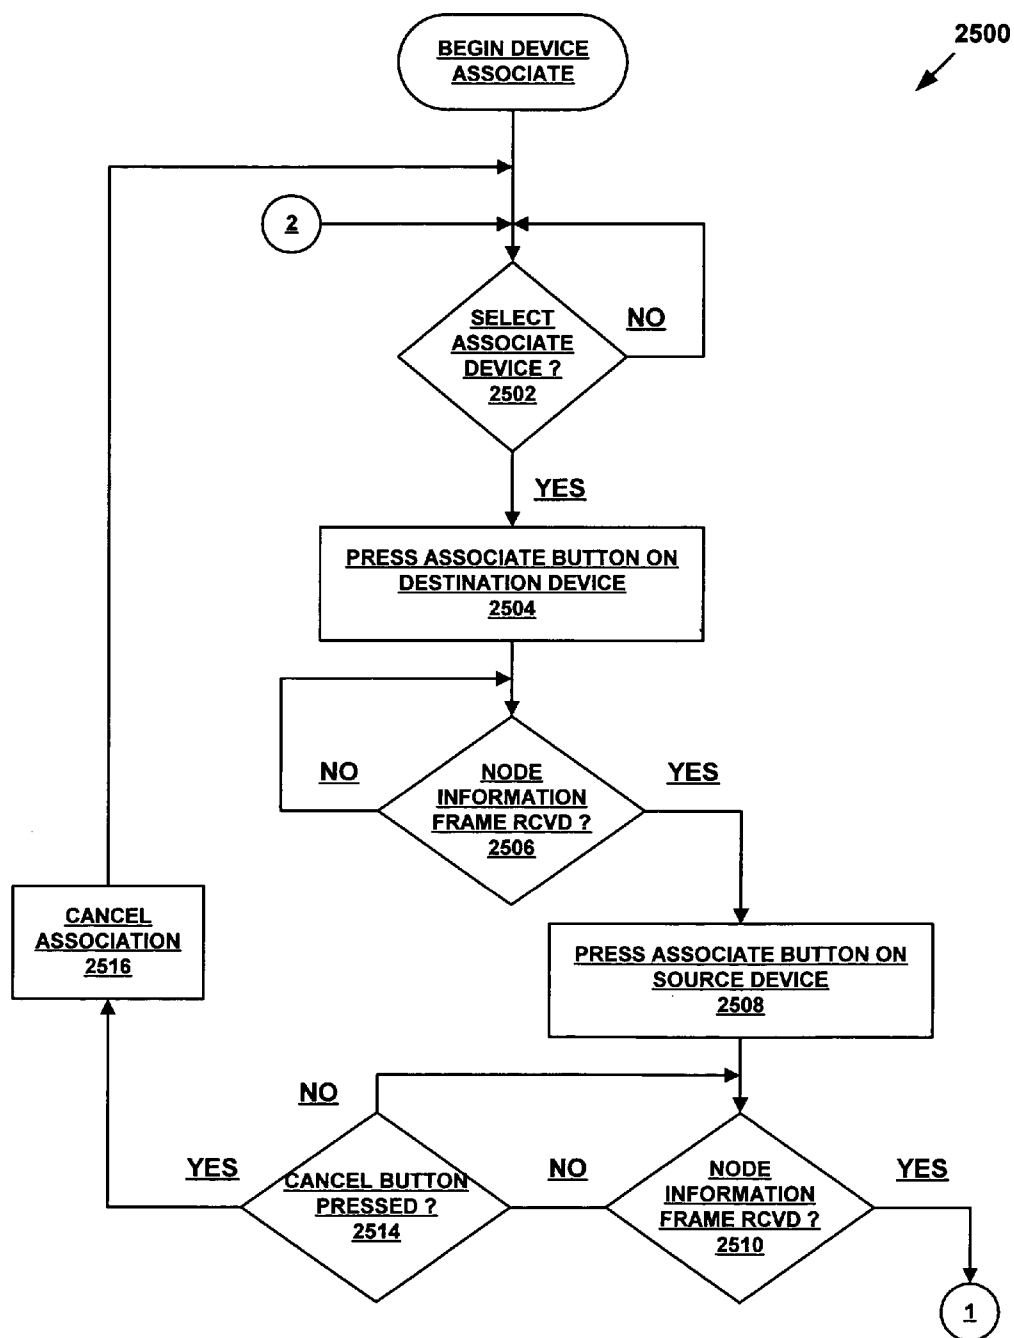 2500
BEGIN DEVICE
ASSOCIATE
2
SELECT
ASSOCIATE
DEVICE ?
2502
NO
YES
PRESS ASSOCIATE BUTTON ON
DESTINATION DEVICE
2504
NO
NODE
INFORMATION
FRAME RCVD ?
2506
YES
CANCEL
ASSOCIATION
2516
PRESS ASSOCIATE BUTTON ON
SOURCE DEVICE
2508
NO
YES
CANCEL BUTTON
PRESSED ?
2514
NO
NODE
INFORMATION
FRAME RCVD ?
2510
YES
1